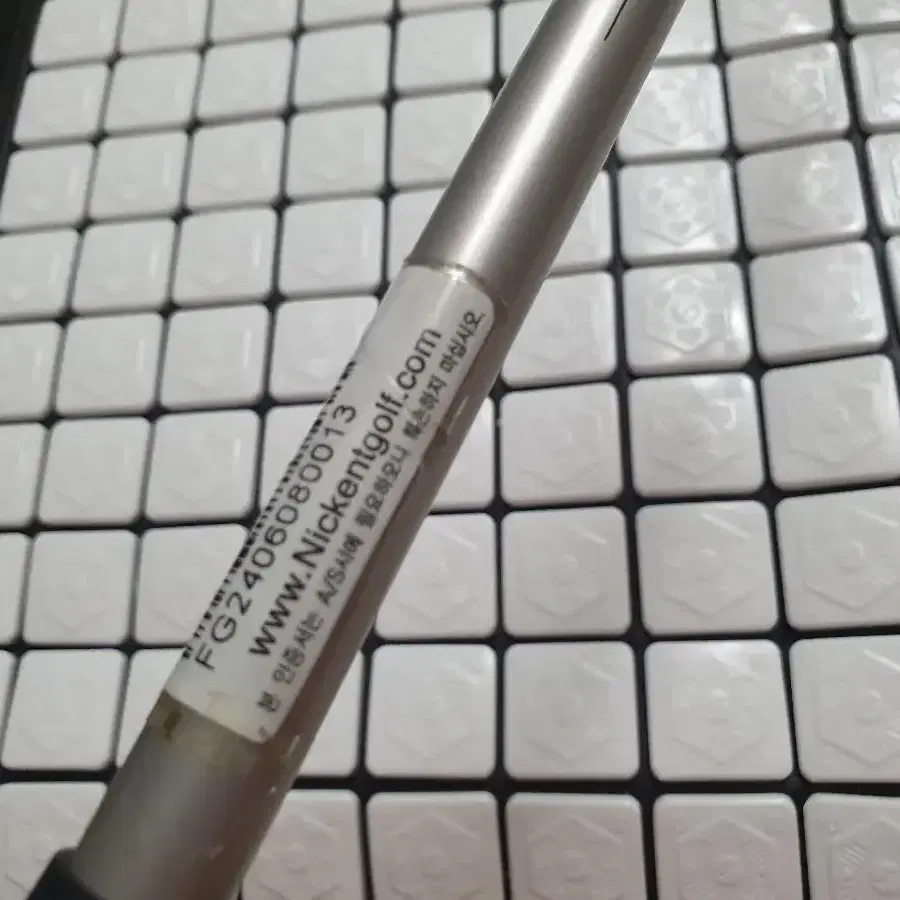 FG2406080013
www.Nickentgolf.com
본 인증서는 A/S시에 필요하오니 훼손하지 마십시오.